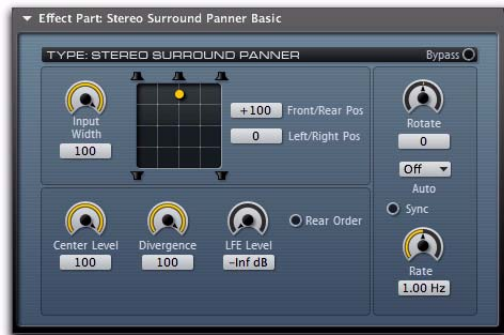 Effect Part: Stereo Surround Panner Basic
TYPE: STEREO SURROUND PANNER
Bypass
Input Width
100
+100 Front/Rear Pos
0 Left/Right Pos
Rotate
0
Off
Auto
Sync
Rate
1.00 Hz
Center Level
100
Divergence
100
LFE Level
-Inf dB
Rear Order